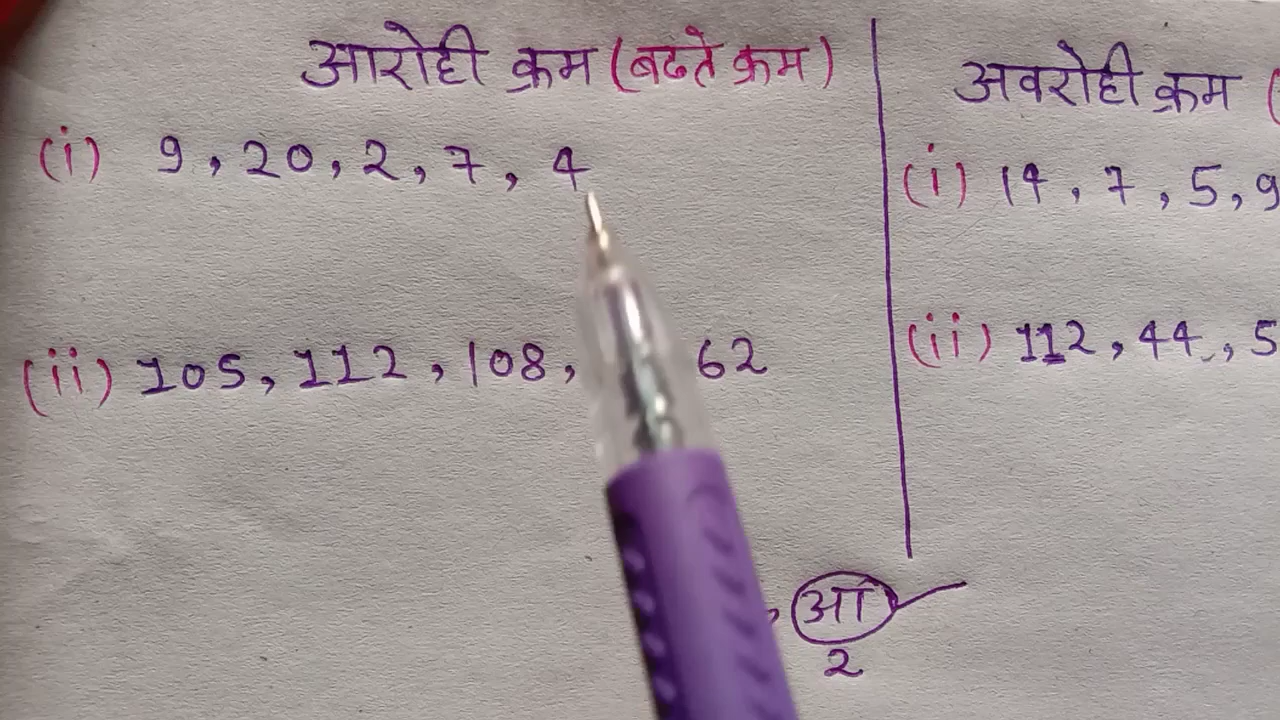 आरोही क्रम (बढते क्रम)
(i) 9, 20, 2, 7, 4
(ii) 105, 112, 108, 62
अवरोही क्रम (
(i) 14, 7, 5, 9
(ii) 112, 44, 5
, आ
2